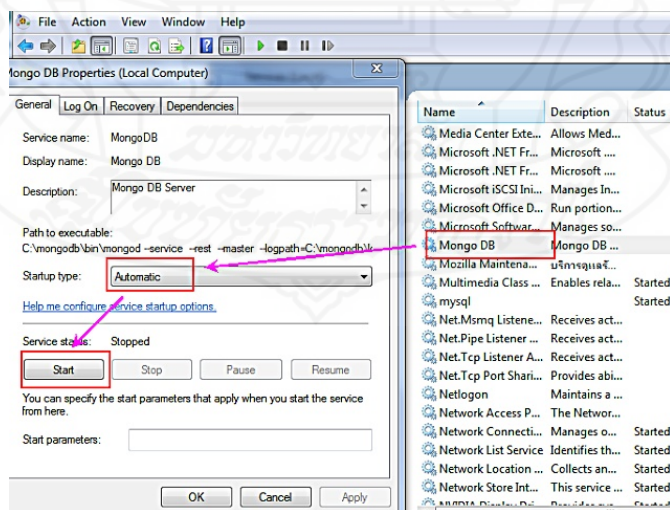 File Action View Window Help
Mongo DB Properties (Local Computer)
General Log On Recovery Dependencies
Service name: MongoDB
Display name: Mongo DB
Description: Mongo DB Server
Path to executable:
C:\mongodb\bin\mongod --service --rest --master --logpath=C:\mongodb\l
Startup type: Automatic
Help me configure service startup options.
Service status: Stopped
Start Stop Pause Resume
You can specify the start parameters that apply when you start the service
from here.
Start parameters:
OK Cancel Apply
Name Description Status
Media Center Exte... Allows Med...
Microsoft .NET Fr... Microsoft ....
Microsoft .NET Fr... Microsoft ....
Microsoft iSCSI Ini... Manages In...
Microsoft Office D... Run portion...
Microsoft Softwar... Manages so...
Mongo DB Mongo DB ...
Mozilla Maintena... บริการดูแลรั...
Multimedia Class ... Enables rela... Started
mysql Started
Net.Msmq Listene... Receives act...
Net.Pipe Listener ... Receives act...
Net.Tcp Listener A... Receives act...
Net.Tcp Port Shari... Provides abi...
Netlogon Maintains a ...
Network Access P... The Networ...
Network Connecti... Manages o... Started
Network List Service Identifies th... Started
Network Location ... Collects an... Started
Network Store Int... This service ... Started